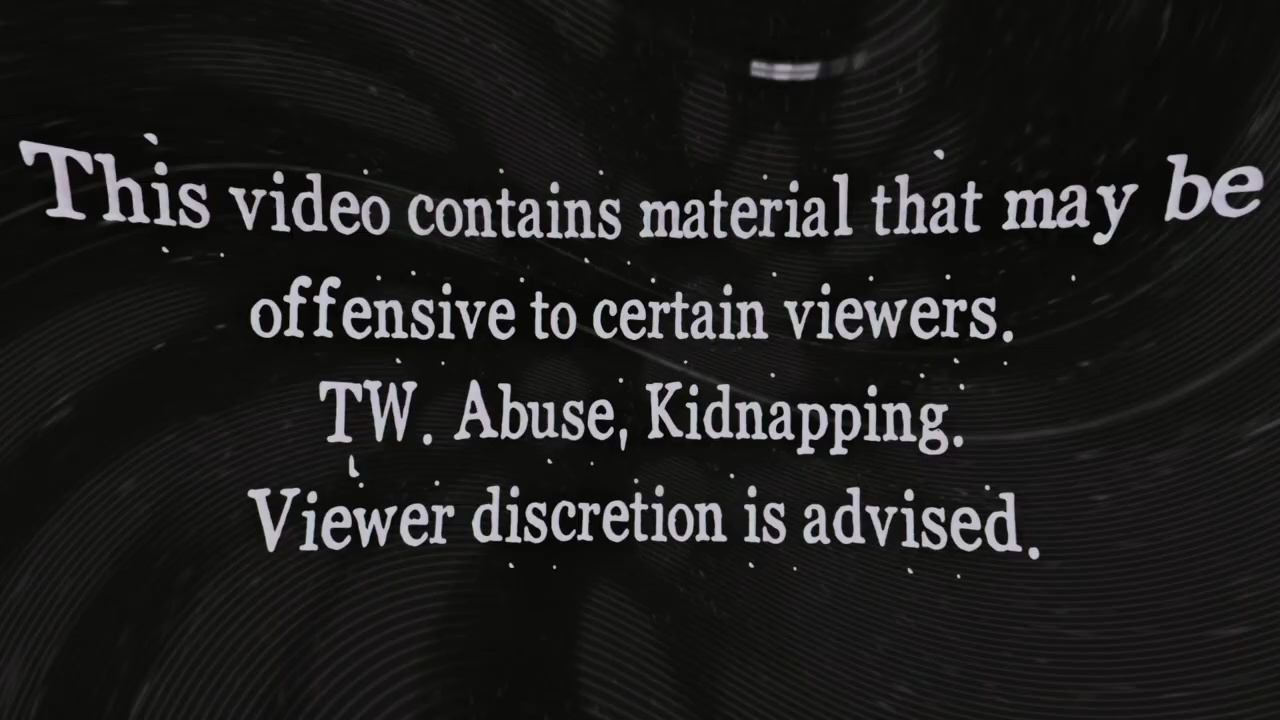 This video contains material that may be
offensive to certain viewers.
TW. Abuse, Kidnapping.
Viewer discretion is advised.